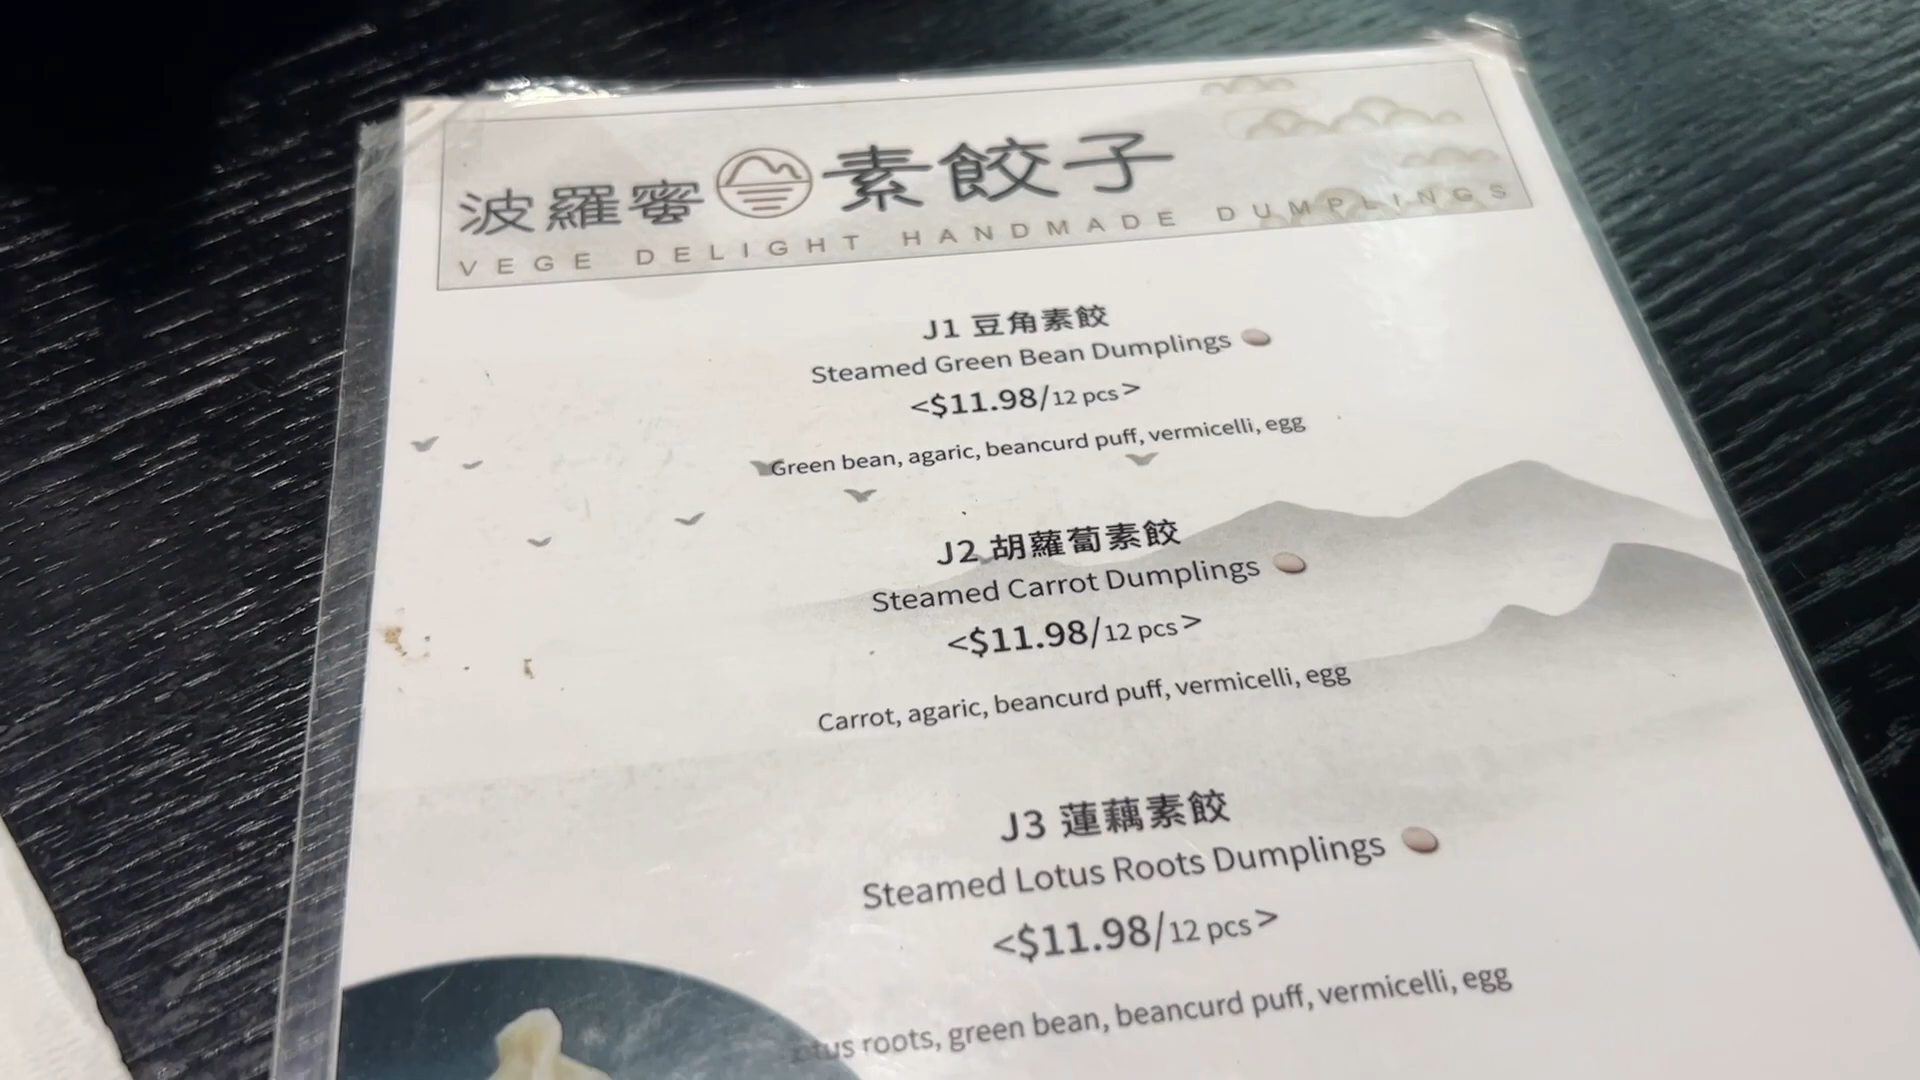 波羅蜜 素餃子
VEGE DELIGHT HANDMADE DUMPLINGS
J1 豆角素餃
Steamed Green Bean Dumplings
<$11.98/12 pcs>
Green bean, agaric, beancurd puff, vermicelli, egg
J2 胡蘿蔔素餃
Steamed Carrot Dumplings
<$11.98/12 pcs>
Carrot, agaric, beancurd puff, vermicelli, egg
J3 蓮藕素餃
Steamed Lotus Roots Dumplings
<$11.98/12 pcs>
roots, green bean, beancurd puff, vermicelli, egg